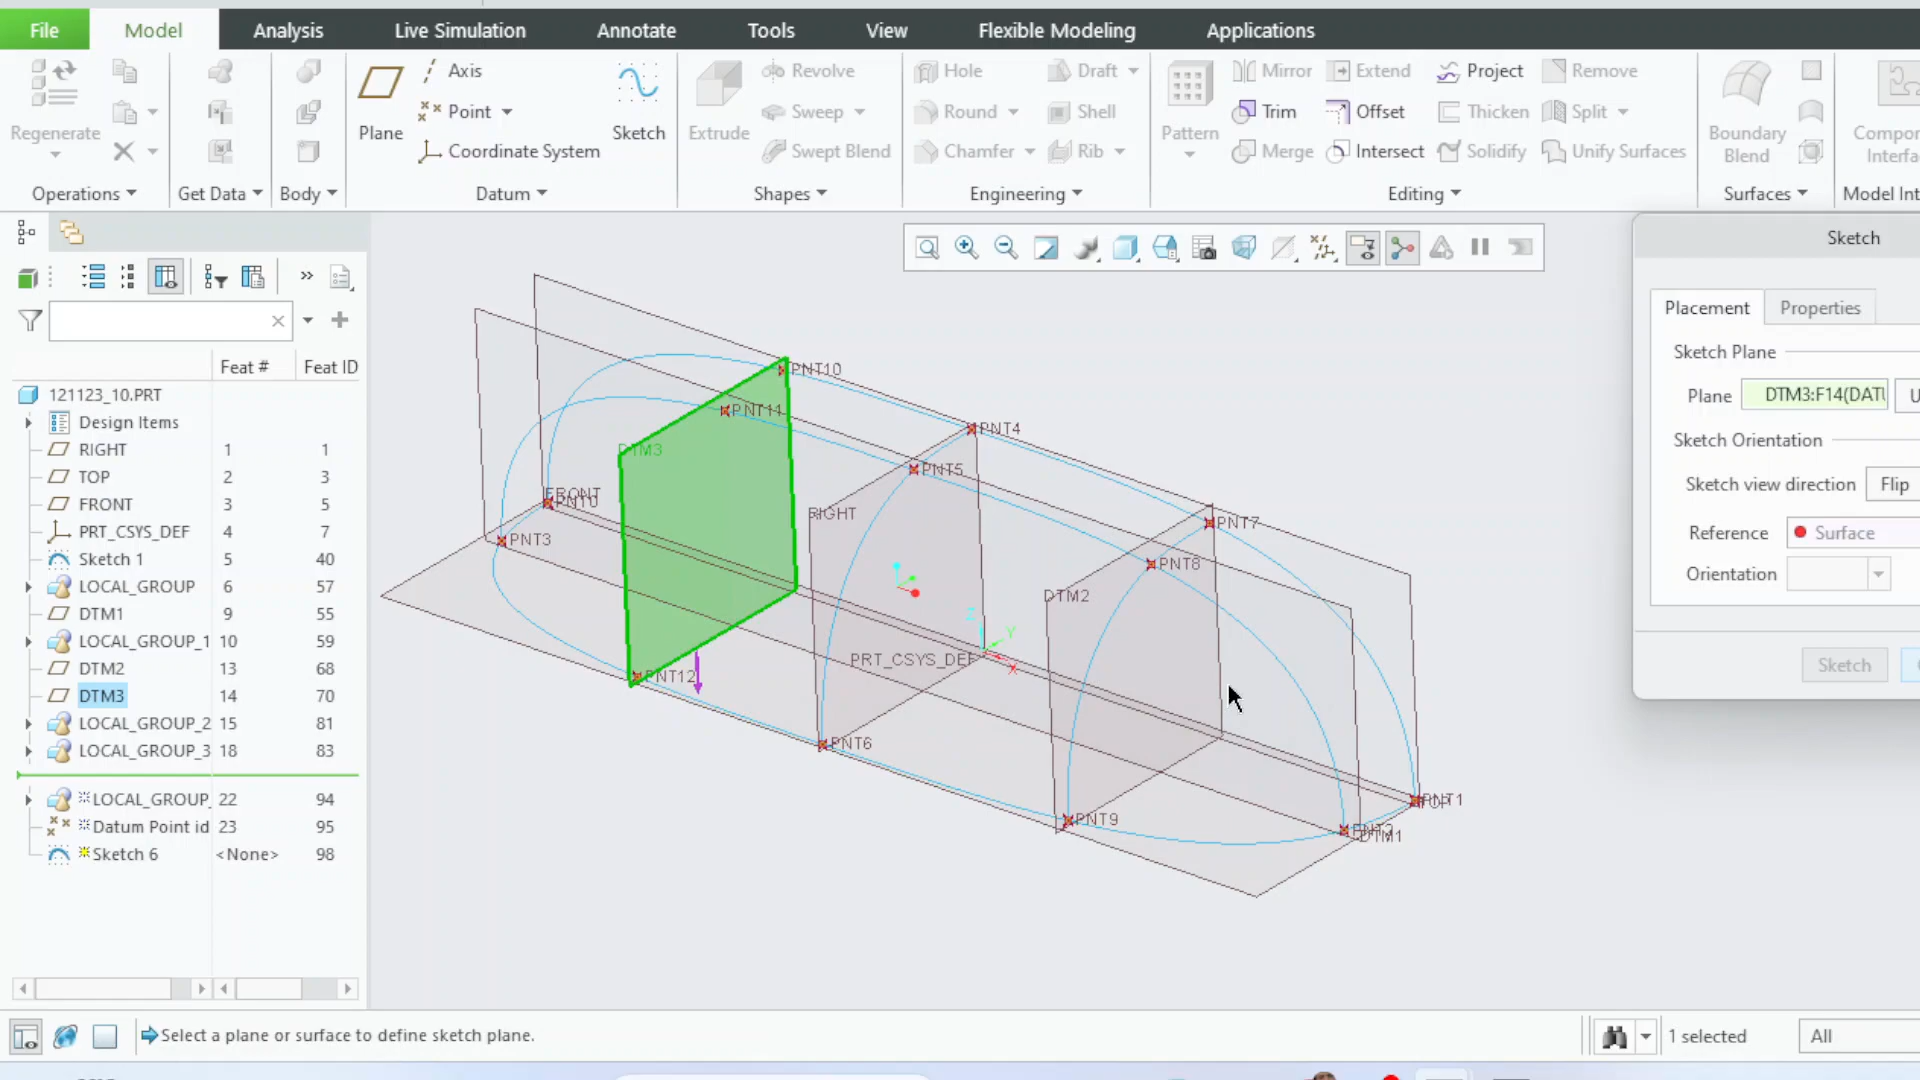 File Model Analysis Live Simulation Annotate Tools View Flexible Modeling Applications
Axis Revolve Hole Draft Mirror Extend Project Remove
Point Sweep Round Shell Trim Offset Thicken Split
Regenerate Plane Sketch Extrude Pattern Boundary Blend
Coordinate System Swept Blend Chamfer Rib Merge Intersect Solidify Unify Surfaces
Operations Get Data Body Datum Shapes Engineering Editing Surfaces Model Int
Feat # Feat ID
121123_10.PRT
Design Items
RIGHT 1 1
TOP 2 3
FRONT 3 5
PRT_CSYS_DEF 4 7
Sketch 1 5 40
LOCAL_GROUP 6 57
DTM1 9 55
LOCAL_GROUP_1 10 59
DTM2 13 68
DTM3 14 70
LOCAL_GROUP_2 15 81
LOCAL_GROUP_3 18 83
LOCAL_GROUP_ 22 94
Datum Point id 23 95
Sketch 6 <None> 98
PNT10
PNT11
PNT4
DTM3
PNT5
FRONT
RIGHT
PNT7
PNT3
PNT8
DTM2
Z
Y
PRT_CSYS_DEF
X
PNT12
PNT6
PNT1
PNT9
DTM1
Sketch
Placement Properties
Sketch Plane
Plane DTM3:F14(DATU U
Sketch Orientation
Sketch view direction Flip
Reference Surface
Orientation
Sketch
Select a plane or surface to define sketch plane.
1 selected All